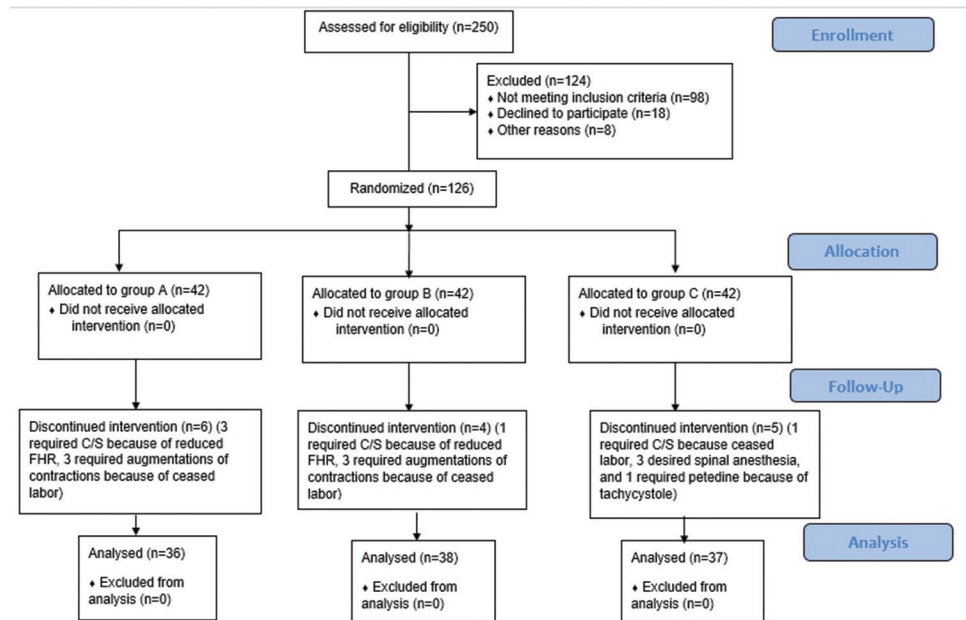 Assessed for eligibility (n=250)
Enrollment
Excluded (n=124)
♦ Not meeting inclusion criteria (n=98)
♦ Declined to participate (n=18)
♦ Other reasons (n=8)
Randomized (n=126)
Allocation
Allocated to group A (n=42)
♦ Did not receive allocated
intervention (n=0)
Allocated to group B (n=42)
♦ Did not receive allocated
intervention (n=0)
Allocated to group C (n=42)
♦ Did not receive allocated
intervention (n=0)
Follow-Up
Discontinued intervention (n=6) (3
required C/S because of reduced
FHR, 3 required augmentations of
contractions because of ceased
labor)
Discontinued intervention (n=4) (1
required C/S because of reduced
FHR, 3 required augmentations of
contractions because of ceased
labor)
Discontinued intervention (n=5) (1
required C/S because ceased
labor, 3 desired spinal anesthesia,
and 1 required petedine because of
tachycystole)
Analysis
Analysed (n=36)
♦ Excluded from
analysis (n=0)
Analysed (n=38)
♦ Excluded from
analysis (n=0)
Analysed (n=37)
♦ Excluded from
analysis (n=0)